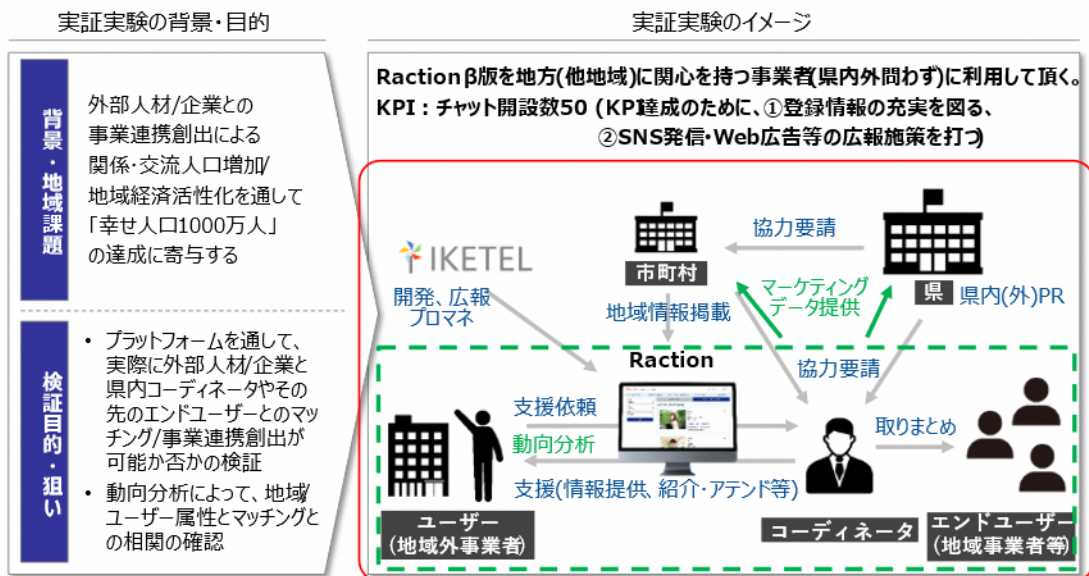 実証実験の背景・目的
実証実験のイメージ
背景・地域課題
外部人材/企業との
事業連携創出による
関係・交流人口増加/
地域経済活性化を通して
「幸せ人口1000万人」
の達成に寄与する
検証目的・狙い
• プラットフォームを通して、
実際に外部人材/企業と
県内コーディネータやその
先のエンドユーザーとのマッ
チング/事業連携創出が
可能か否かの検証
• 動向分析によって、地域/
ユーザー属性とマッチングと
の相関の確認
Ractionβ版を地方(他地域)に関心を持つ事業者(県内外問わず)に利用して頂く。
KPI：チャット開設数50（KPI達成のために、①登録情報の充実を図る、
②SNS発信・Web広告等の広報施策を打つ）
IKETEL
開発、広報
プロマネ
市町村
協力要請
県
県内(外)PR
マーケティング
データ提供
地域情報掲載
Raction
協力要請
支援依頼
動向分析
支援(情報提供、紹介・アテンド等)
取りまとめ
ユーザー
(地域外事業者)
コーディネータ
エンドユーザー
(地域事業者等)